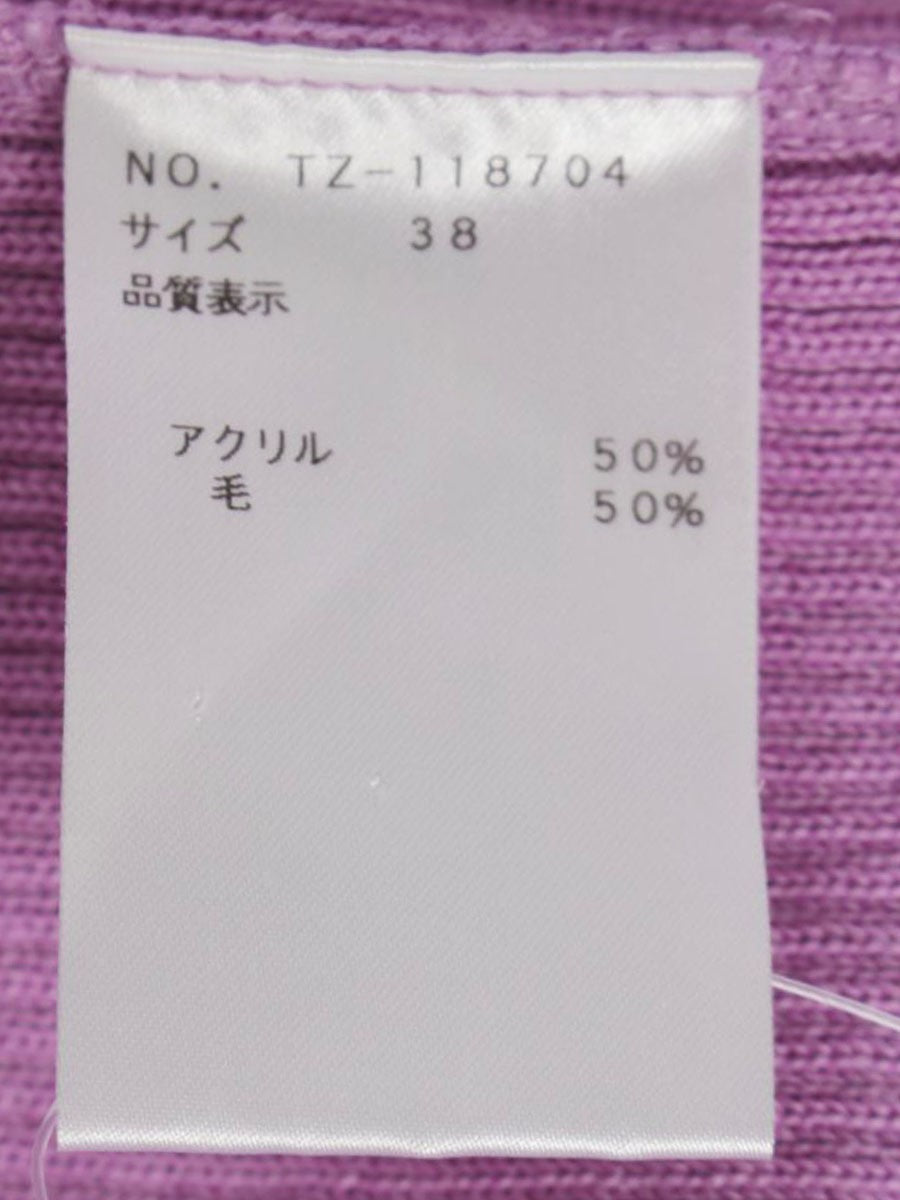 NO. TZ-118704
サイズ 38
品質表示
アクリル 50%
毛 50%